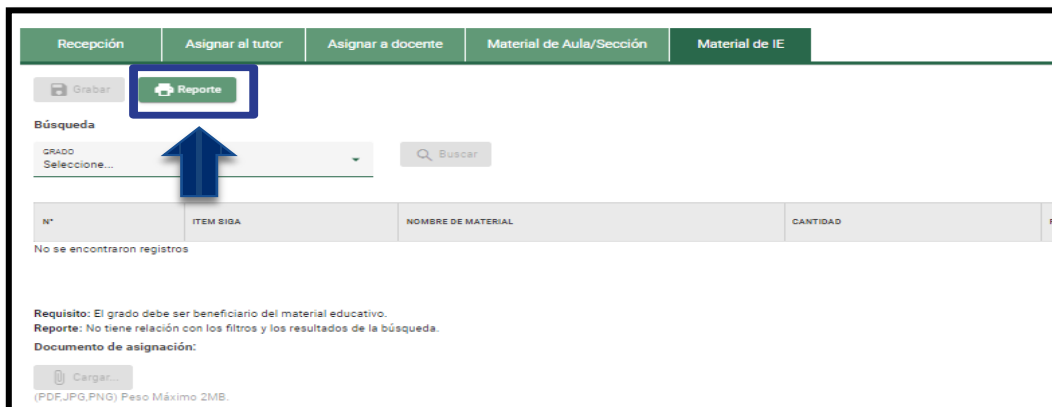 Recepción Asignar al tutor Asignar a docente Material de Aula/Sección Material de IE
Grabar Reporte
Búsqueda
GRADO
Seleccione... Buscar
N° ITEM SIGA NOMBRE DE MATERIAL CANTIDAD
No se encontraron registros
Requisito: El grado debe ser beneficiario del material educativo.
Reporte: No tiene relación con los filtros y los resultados de la búsqueda.
Documento de asignación:
Cargar...
(PDF,JPG,PNG) Peso Máximo 2MB.